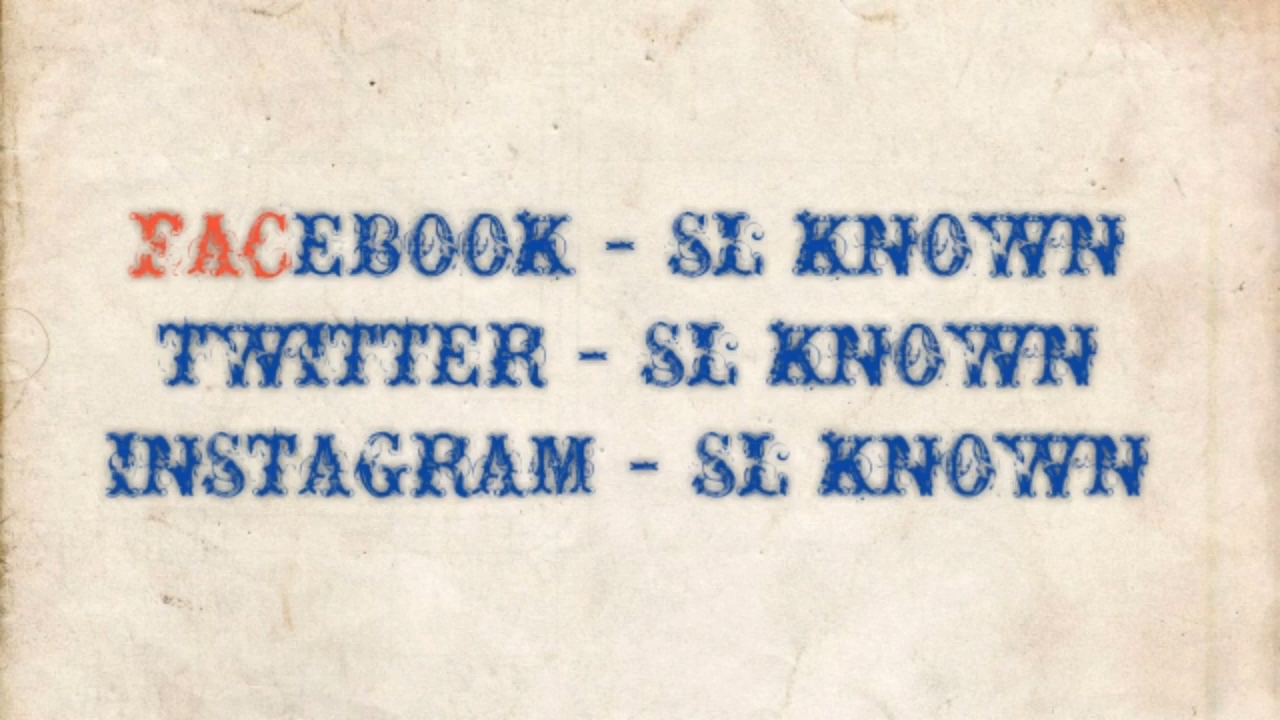 FACEBOOK - SL KNOWN
TWITTER - SL KNOWN
INSTAGRAM - SL KNOWN